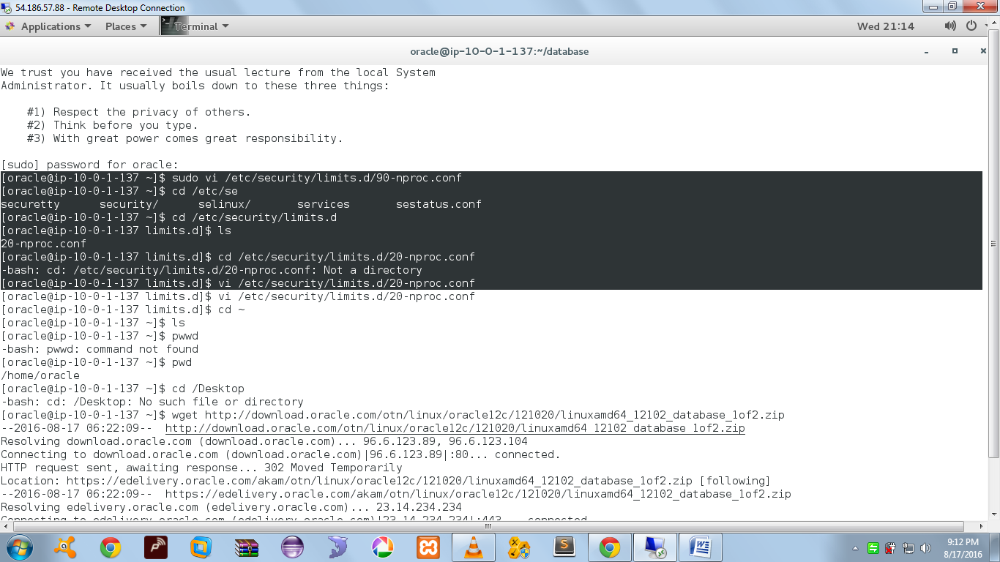 54.186.57.88 - Remote Desktop Connection
Applications Places Terminal Wed 21:14
oracle@ip-10-0-1-137:~/database
We trust you have received the usual lecture from the local System
Administrator. It usually boils down to these three things:
#1) Respect the privacy of others.
#2) Think before you type.
#3) With great power comes great responsibility.
[sudo] password for oracle:
[oracle@ip-10-0-1-137 ~]$ sudo vi /etc/security/limits.d/90-nproc.conf
[oracle@ip-10-0-1-137 ~]$ cd /etc/se
securetty security/ selinux/ services sestatus.conf
[oracle@ip-10-0-1-137 ~]$ cd /etc/security/limits.d
[oracle@ip-10-0-1-137 limits.d]$ ls
20-nproc.conf
[oracle@ip-10-0-1-137 limits.d]$ cd /etc/security/limits.d/20-nproc.conf
-bash: cd: /etc/security/limits.d/20-nproc.conf: Not a directory
[oracle@ip-10-0-1-137 limits.d]$ vi /etc/security/limits.d/20-nproc.conf
[oracle@ip-10-0-1-137 limits.d]$ vi /etc/security/limits.d/20-nproc.conf
[oracle@ip-10-0-1-137 limits.d]$ cd ~
[oracle@ip-10-0-1-137 ~]$ ls
[oracle@ip-10-0-1-137 ~]$ pwwd
-bash: pwwd: command not found
[oracle@ip-10-0-1-137 ~]$ pwd
/home/oracle
[oracle@ip-10-0-1-137 ~]$ cd /Desktop
-bash: cd: /Desktop: No such file or directory
[oracle@ip-10-0-1-137 ~]$ wget http://download.oracle.com/otn/linux/oracle12c/121020/linuxamd64_12102_database_1of2.zip
--2016-08-17 06:22:09-- http://download.oracle.com/otn/linux/oracle12c/121020/linuxamd64_12102_database_1of2.zip
Resolving download.oracle.com (download.oracle.com)... 96.6.123.89, 96.6.123.104
Connecting to download.oracle.com (download.oracle.com)|96.6.123.89|:80... connected.
HTTP request sent, awaiting response... 302 Moved Temporarily
Location: https://edelivery.oracle.com/akam/otn/linux/oracle12c/121020/linuxamd64_12102_database_1of2.zip [following]
--2016-08-17 06:22:09-- https://edelivery.oracle.com/akam/otn/linux/oracle12c/121020/linuxamd64_12102_database_1of2.zip
Resolving edelivery.oracle.com (edelivery.oracle.com)... 23.14.234.234
Connecting to edelivery.oracle.com (edelivery.oracle.com)|23.14.234.234|:443... connected.
9:12 PM
8/17/2016